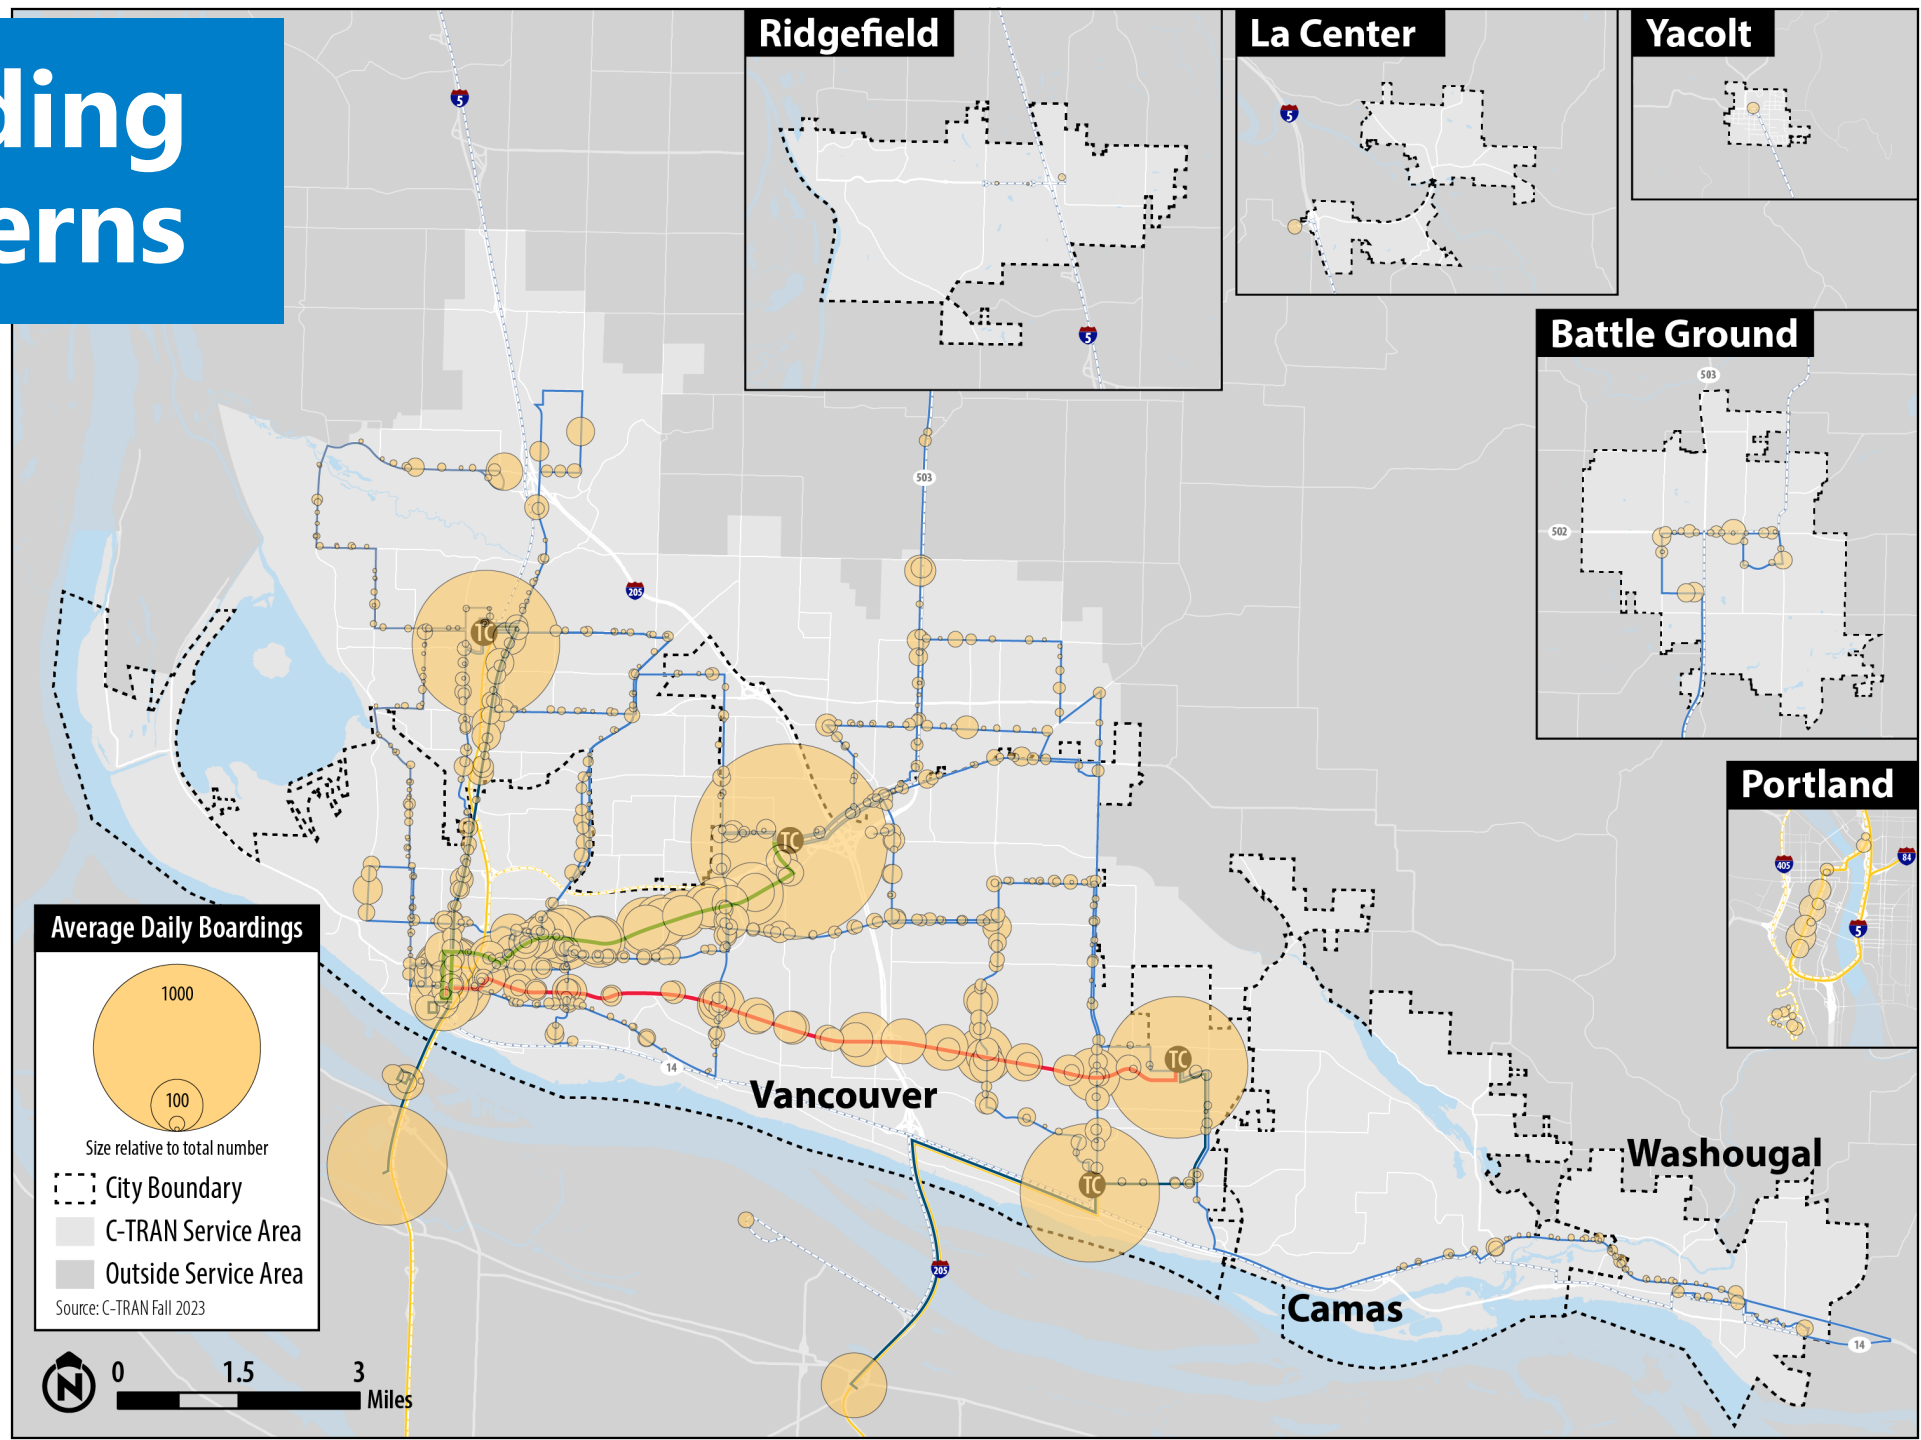 ding
erns
Ridgefield
5
5
La Center
5
Yacolt
Battle Ground
503
502
Portland
405
84
5
5
503
205
TC
TC
TC
TC
14
Vancouver
205
Washougal
Camas
14
Average Daily Boardings
1000
100
Size relative to total number
City Boundary
C-TRAN Service Area
Outside Service Area
Source: C-TRAN Fall 2023
N
0 1.5 3
Miles